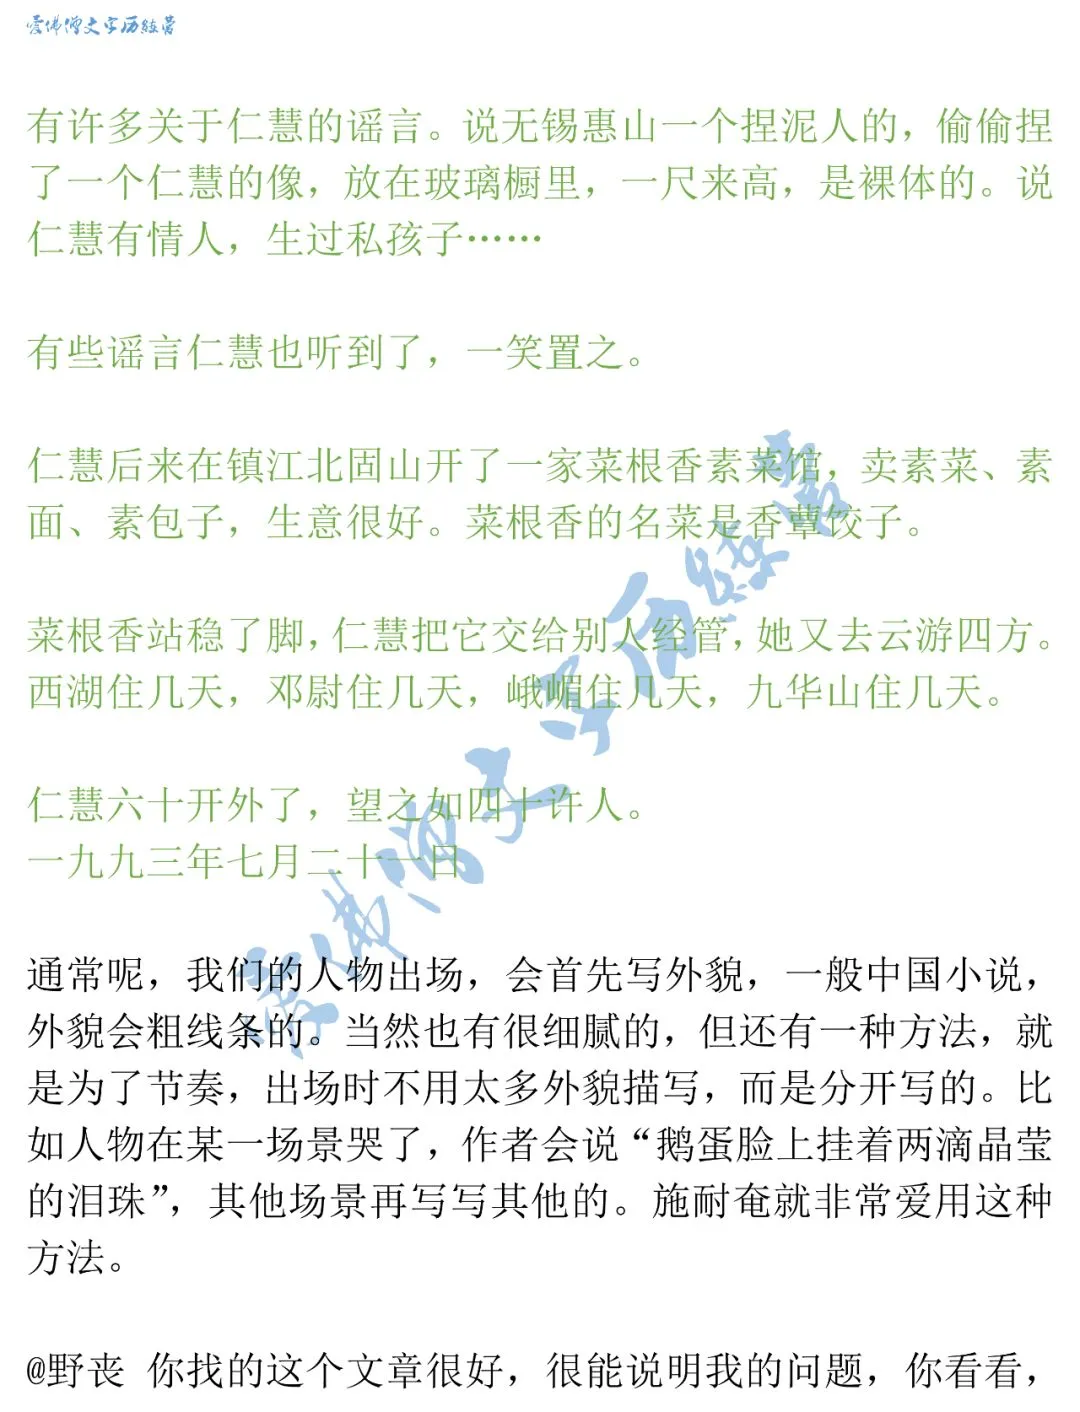 爱佛僧文字历练营
有许多关于仁慧的谣言。说无锡惠山一个捏泥人的，偷偷捏
了一个仁慧的像，放在玻璃橱里，一尺来高，是裸体的。说
仁慧有情人，生过私孩子……
有些谣言仁慧也听到了，一笑置之。
仁慧后来在镇江北固山开了一家菜根香素菜馆，卖素菜、素
面、素包子，生意很好。菜根香的名菜是香蕈饺子。
菜根香站稳了脚，仁慧把它交给别人经管，她又去云游四方。
西湖住几天，邓尉住几天，峨嵋住几天，九华山住几天。
仁慧六十开外了，望之如四十许人。
一九九三年七月二十一日
通常呢，我们的人物出场，会首先写外貌，一般中国小说，
外貌会粗线条的。当然也有很细腻的，但还有一种方法，就
是为了节奏，出场时不用太多外貌描写，而是分开写的。比
如人物在某一场景哭了，作者会说“鹅蛋脸上挂着两滴晶莹
的泪珠”，其他场景再写写其他的。施耐奄就非常爱用这种
方法。
@野丧 你找的这个文章很好，很能说明我的问题，你看看，